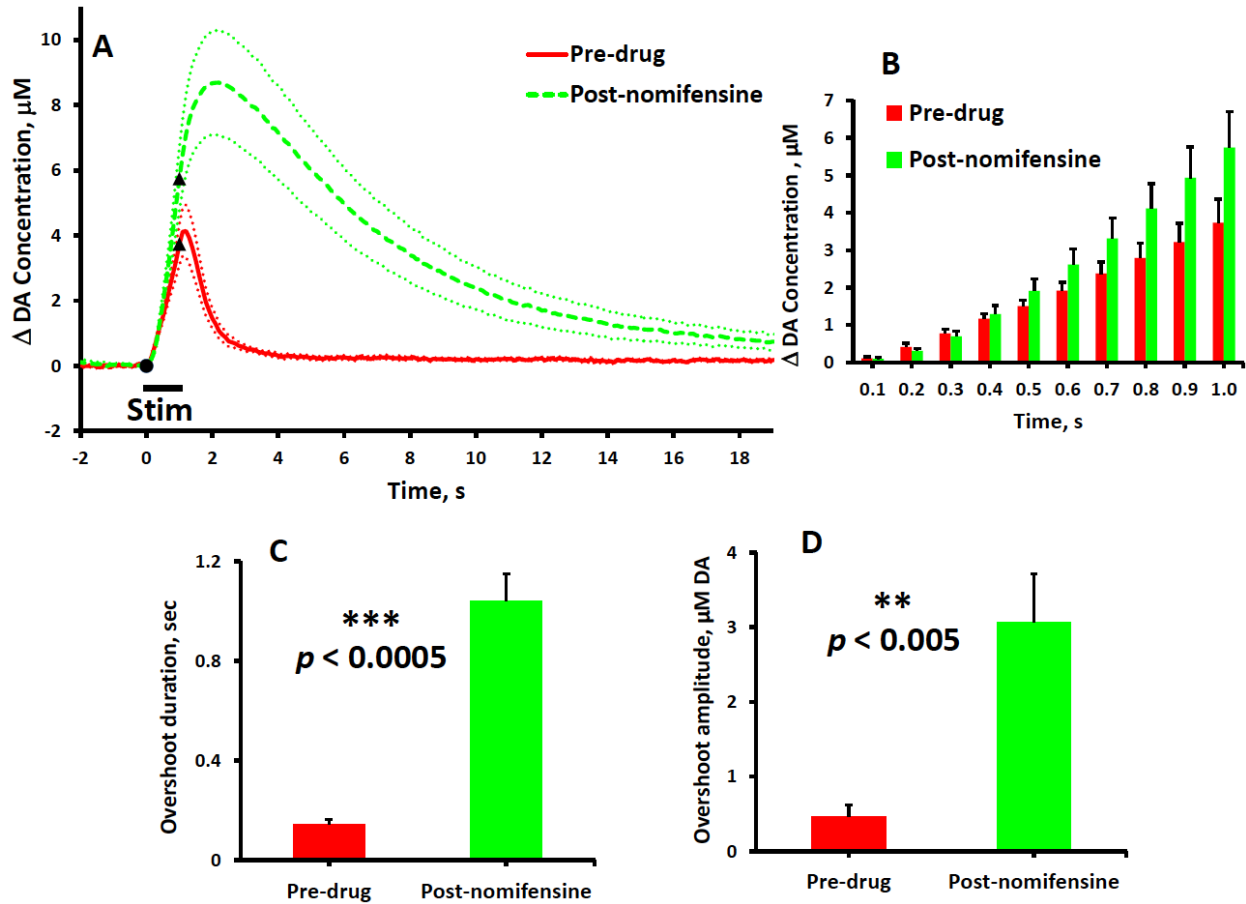 A
Pre-drug
Post-nomifensine
Δ DA Concentration, µM
10
8
6
4
2
0
-2
Stim
-2 0 2 4 6 8 10 12 14 16 18
Time, s
B
Pre-drug
Post-nomifensine
Δ DA Concentration , µM
7
6
5
4
3
2
1
0
0.1 0.2 0.3 0.4 0.5 0.6 0.7 0.8 0.9 1.0
Time, s
C
Overshoot duration, sec
1.2
0.8
0.4
0
***
p < 0.0005
Pre-drug Post-nomifensine
D
Overshoot amplitude, µM DA
4
3
2
1
0
**
p < 0.005
Pre-drug Post-nomifensine